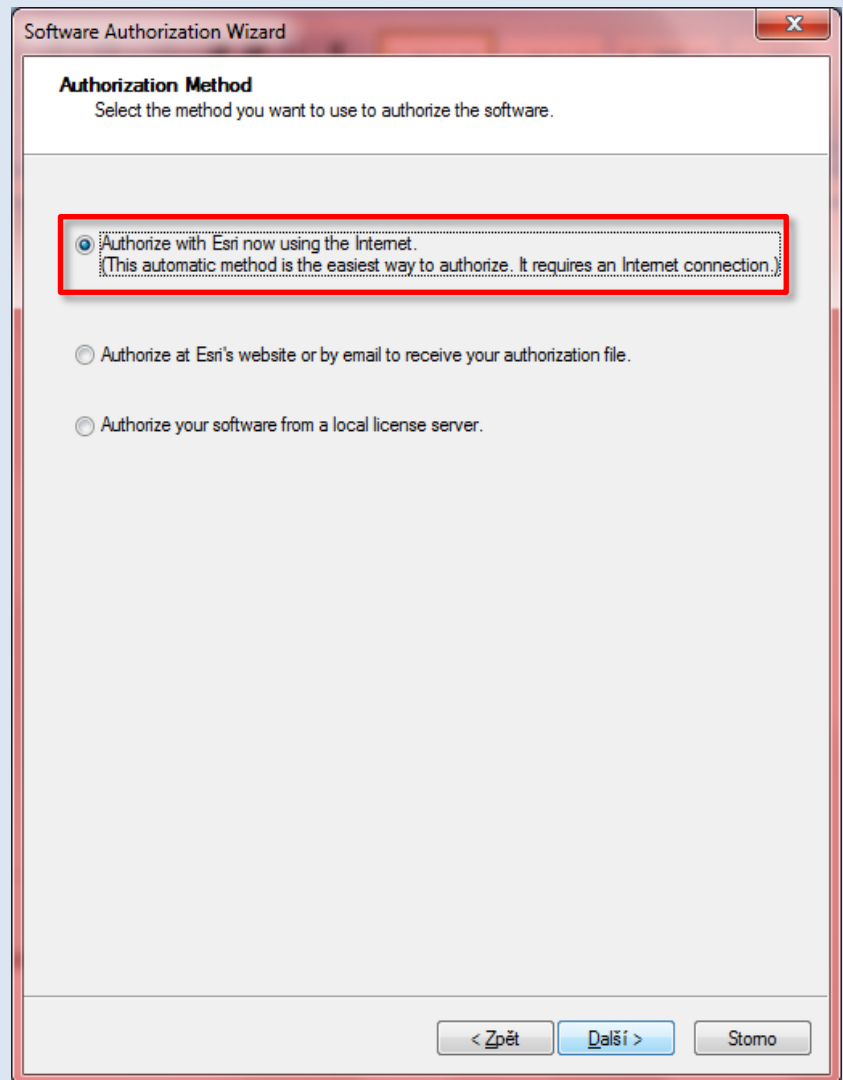 Software Authorization Wizard
Authorization Method
Select the method you want to use to authorize the software.
Authorize with Esri now using the Internet.
(This automatic method is the easiest way to authorize. It requires an Internet connection.)
Authorize at Esri's website or by email to receive your authorization file.
Authorize your software from a local license server.
< Zpět Další > Storno